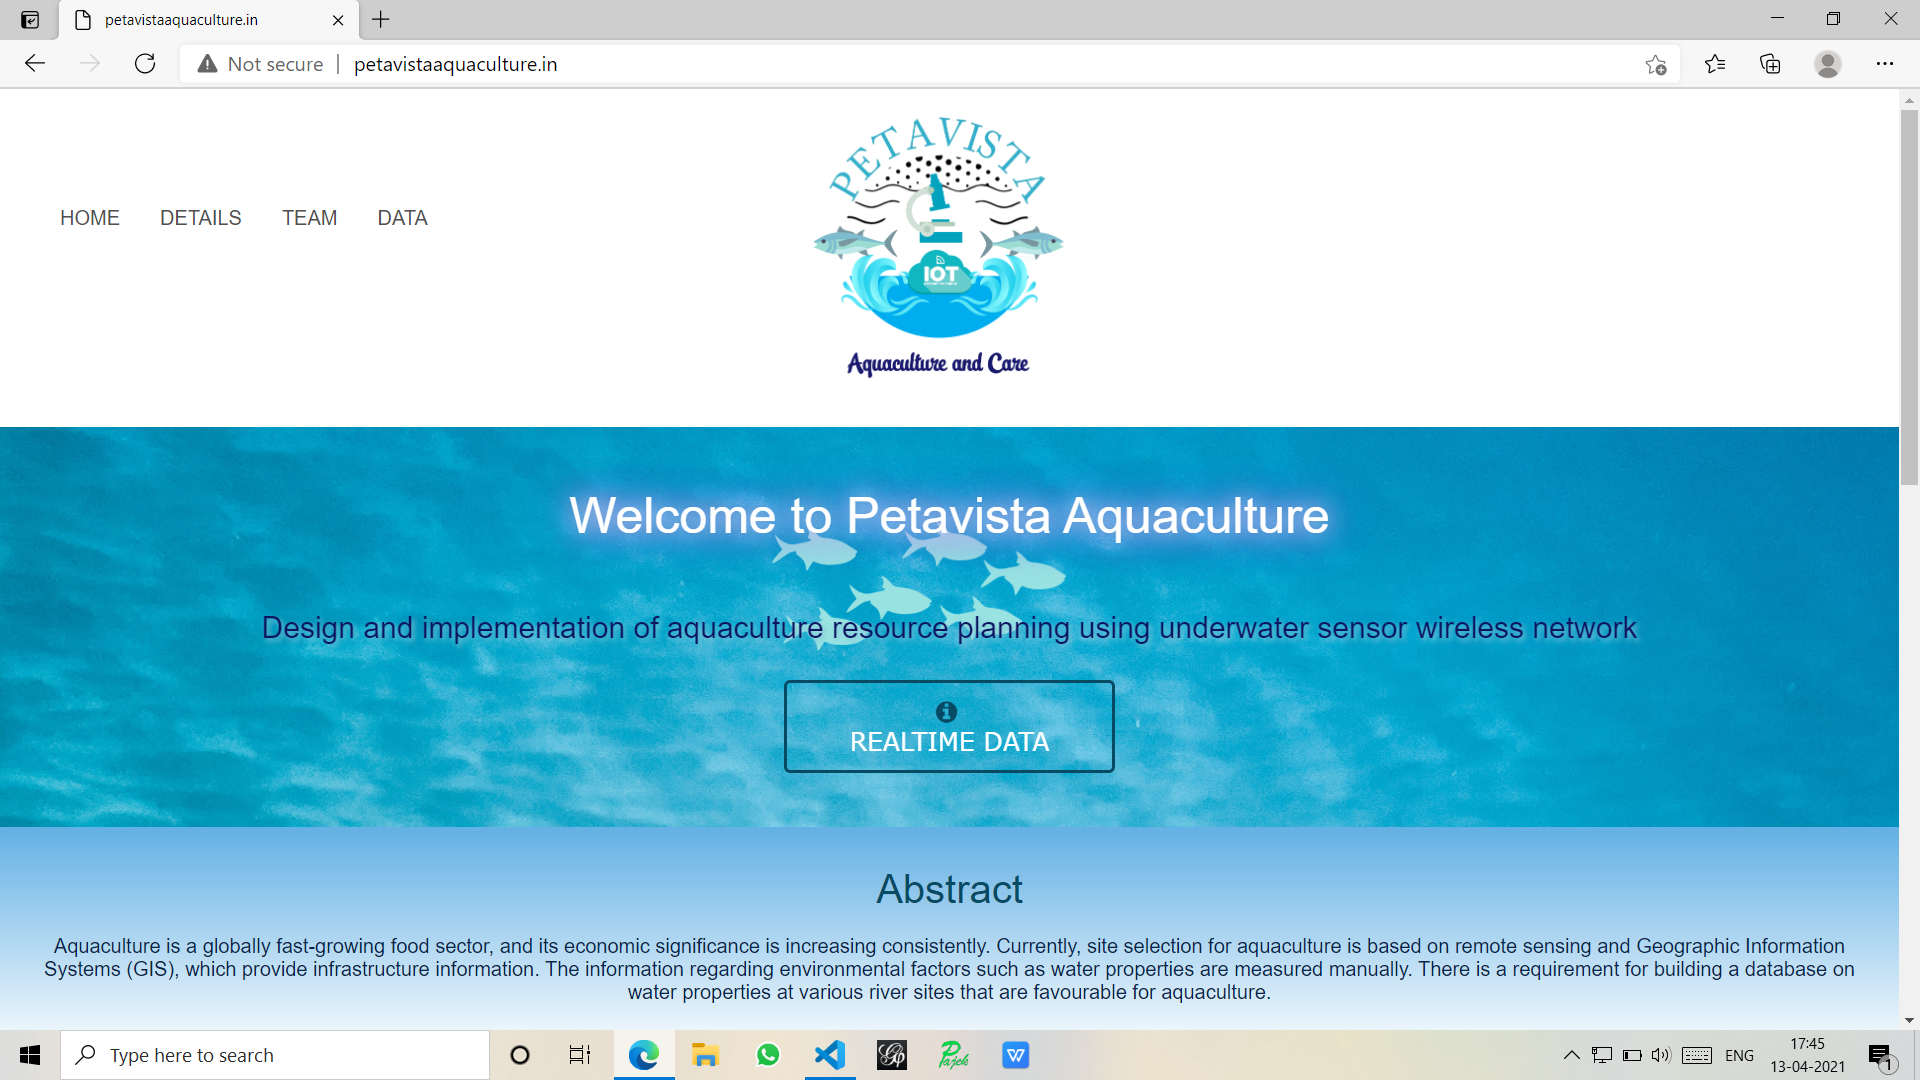 petavistaaquaculture.in
Not secure | petavistaaquaculture.in
HOME DETAILS TEAM DATA
PETAVISTA
IOT
Aquaculture and Care
Welcome to Petavista Aquaculture
Design and implementation of aquaculture resource planning using underwater sensor wireless network
REALTIME DATA
Abstract
Aquaculture is a globally fast-growing food sector, and its economic significance is increasing consistently. Currently, site selection for aquaculture is based on remote sensing and Geographic Information
Systems (GIS), which provide infrastructure information. The information regarding environmental factors such as water properties are measured manually. There is a requirement for building a database on
water properties at various river sites that are favourable for aquaculture.
Type here to search
Gp
Pajek
W
ENG
17:45
13-04-2021
1